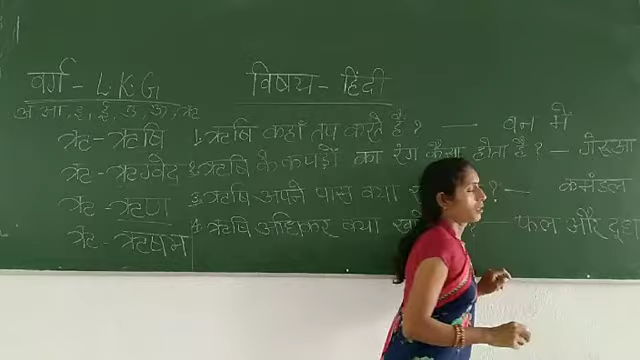 वर्ग - L.K.G विषय - हिंदी
अ आ, इ, ई, उ, ऊ, ऋ
ऋ - ऋषि 1. ऋषि कहाँ तप करते है? — वन में
ऋ - ऋग्वेद 2. ऋषि के कपड़ों का रंग कैसा होता है? - गेरूआ
ऋ - ऋण 3. ऋषि अपने पास क्या ? - कमंडल
ऋ - ऋषभ 4. ऋषि अधिकर क्या ? - फल और दूध